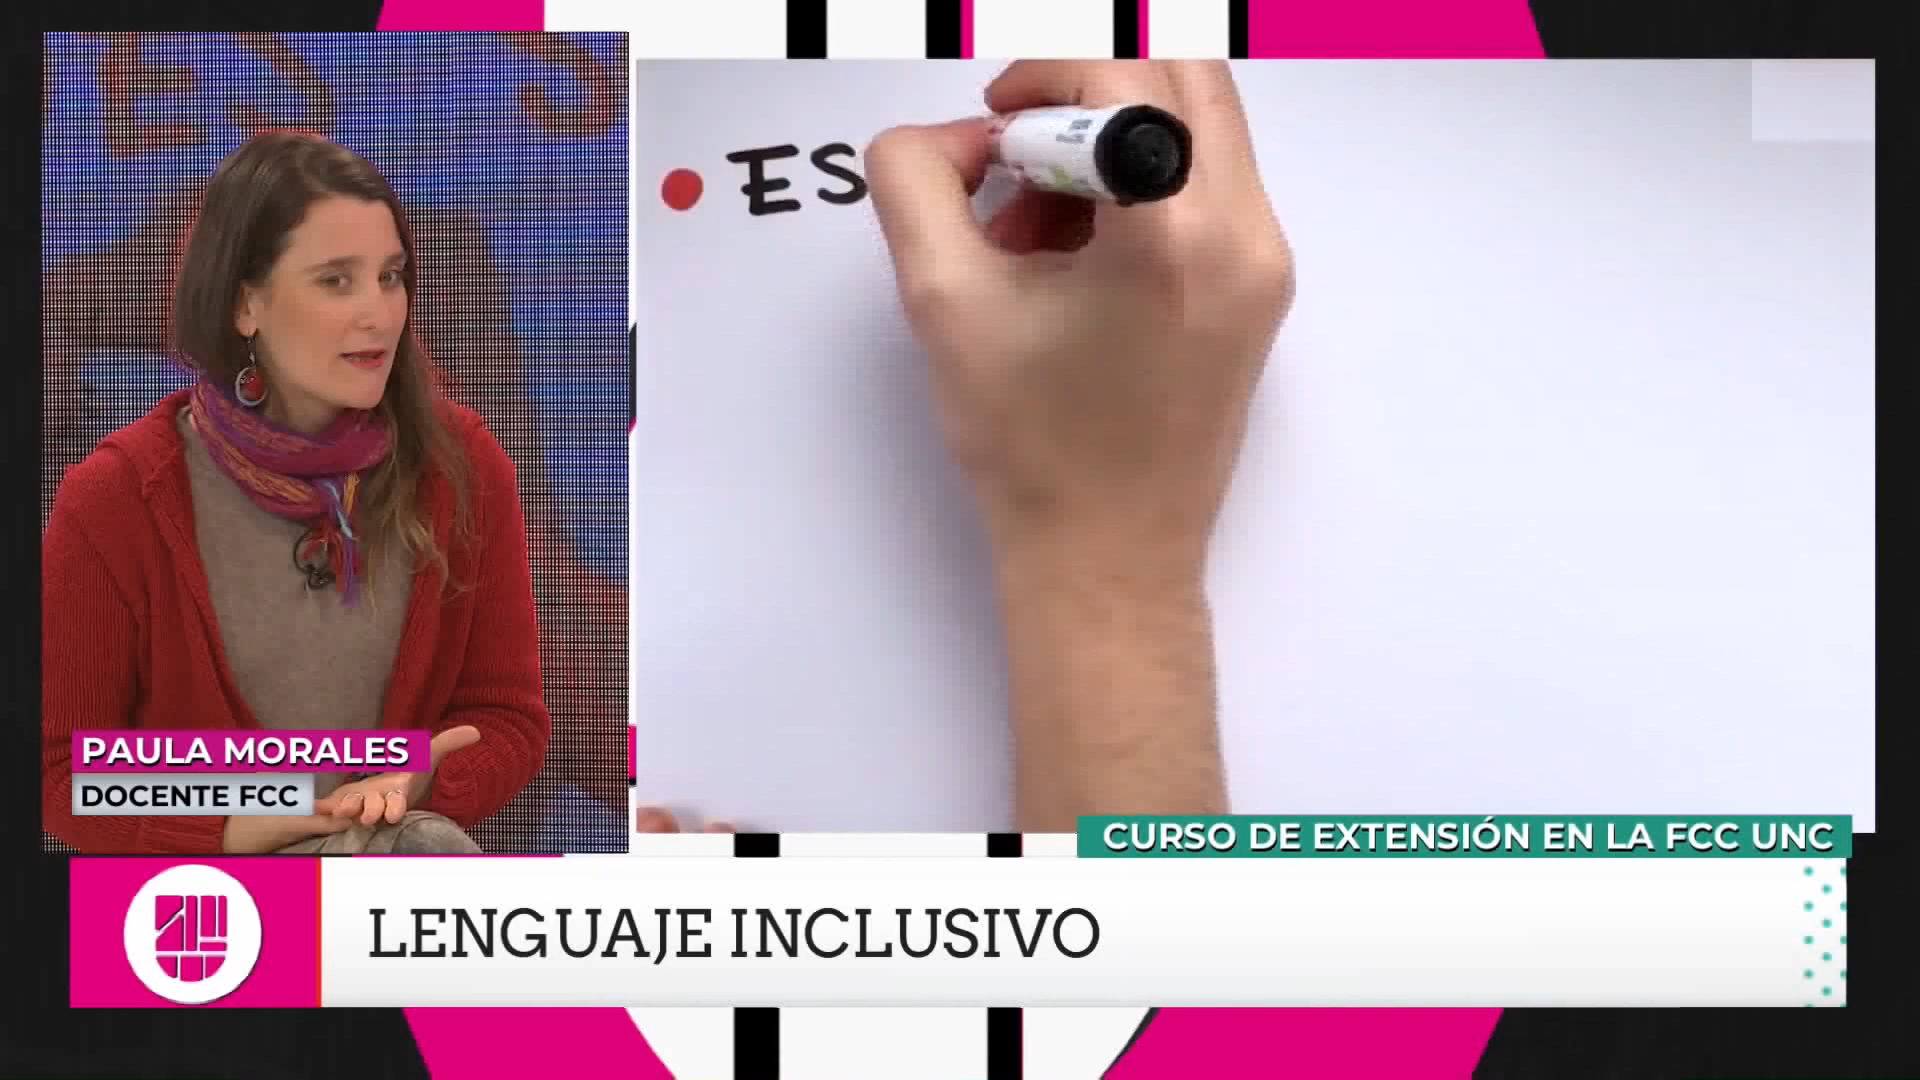 ES
PAULA MORALES
DOCENTE FCC
CURSO DE EXTENSIÓN EN LA FCC UNC
LENGUAJE INCLUSIVO